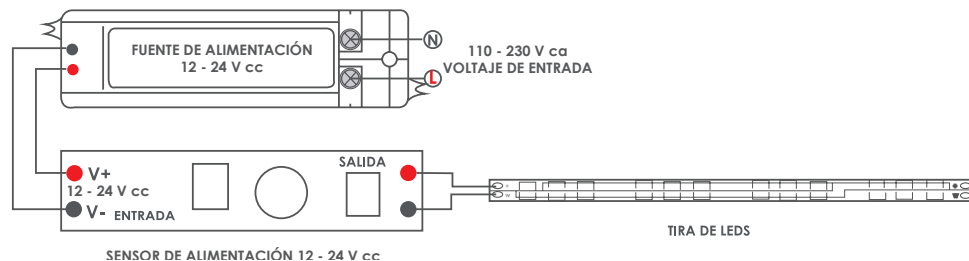 FUENTE DE ALIMENTACIÓN
12 - 24 V cc
N
L
110 - 230 V ca
VOLTAJE DE ENTRADA
V+
12 - 24 V cc
V- ENTRADA
SALIDA
TIRA DE LEDS
SENSOR DE ALIMENTACIÓN 12 - 24 V cc